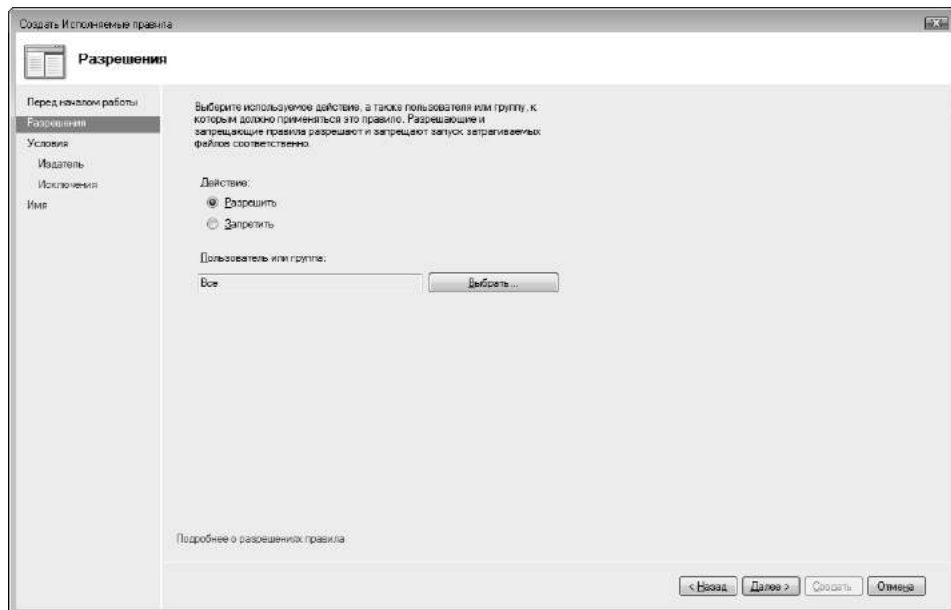 Создать Исполняемые правила
Разрешения
Перед началом работы
Разрешения
Условия
Издатель
Исключения
Имя
Выберите используемое действие, а также пользователя или группу, к
которым должно применяться это правило. Разрешающие и
запрещающие правила разрешают и запрещают запуск затрагиваемых
файлов соответственно.
Действие:
Разрешить
Запретить
Пользователь или группа:
Все
Выбрать...
Подробнее о разрешениях правила
< Назад
Далее >
Создать
Отмена